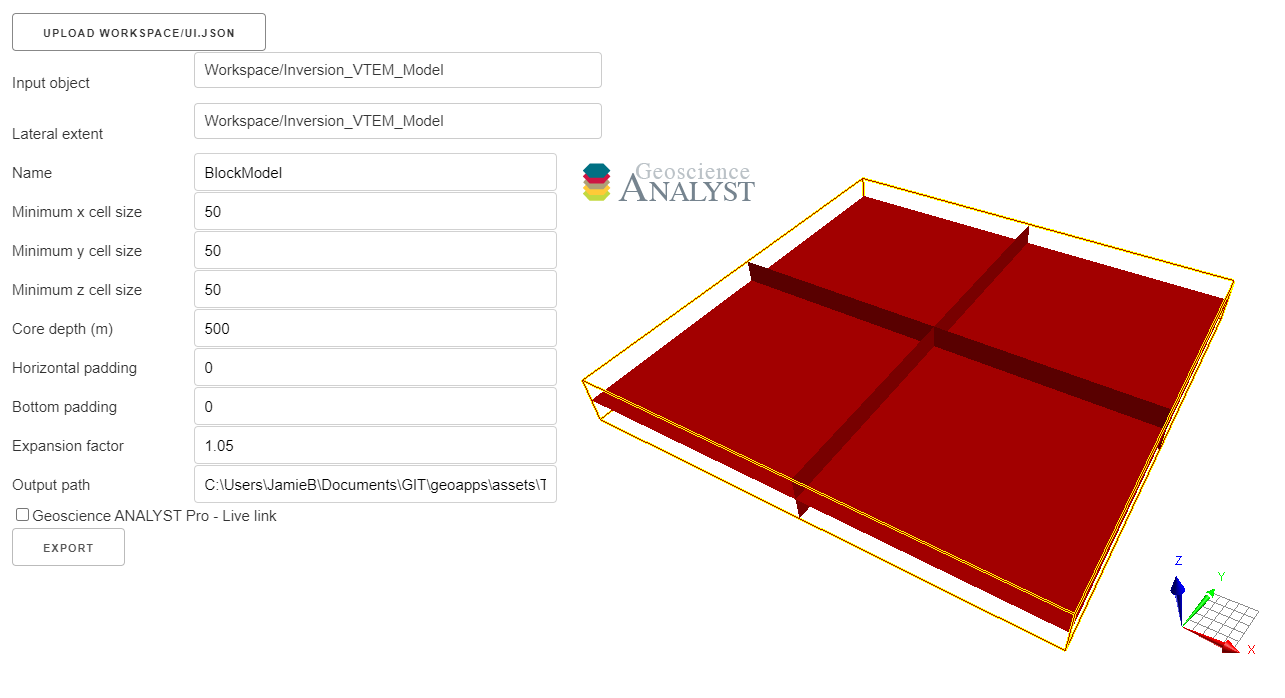 UPLOAD WORKSPACE/UI.JSON
Input object
Workspace/Inversion_VTEM_Model
Lateral extent
Workspace/Inversion_VTEM_Model
Name
BlockModel
Minimum x cell size
50
Minimum y cell size
50
Minimum z cell size
50
Core depth (m)
500
Horizontal padding
0
Bottom padding
0
Expansion factor
1.05
Output path
C:\Users\JamieB\Documents\GIT\geoapps\assets\T
Geoscience ANALYST Pro - Live link
EXPORT
Geoscience
ANALYST
Z
Y
X